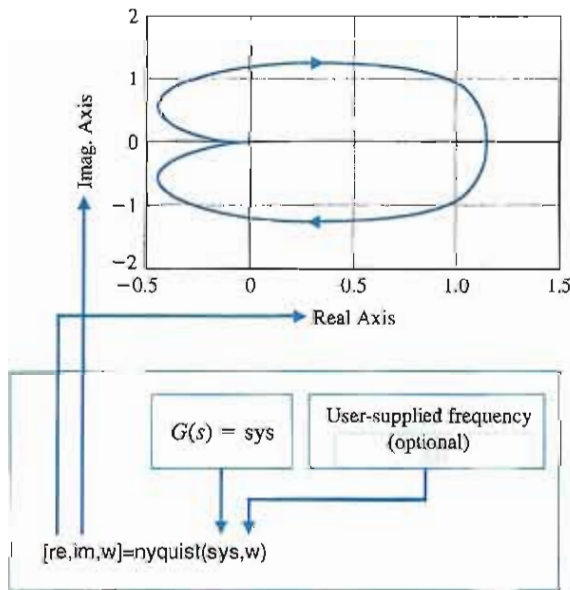 2
1
Imag. Axis
0
−1
−2
−0.5 0 0.5 1.0 1.5
Real Axis
G(s) = sys
User-supplied frequency
(optional)
[re,im,w]=nyquist(sys,w)